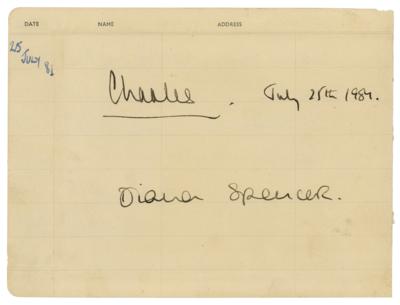 DATE NAME ADDRESS
25 July 81
Charles. July 25th 1981.
Diana Spencer.